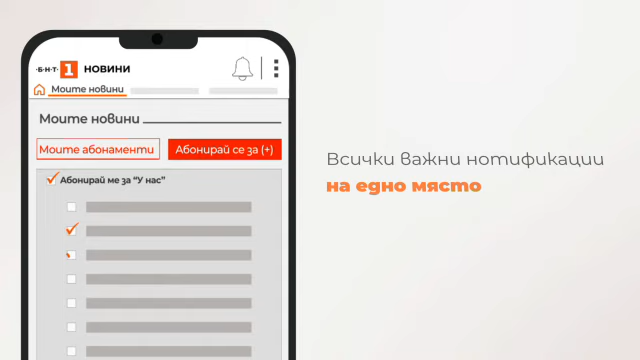 ·Б·Н·Т· 1 НОВИНИ
Моите новини
Моите новини
Моите абонаменти
Абонирай се за (+)
Абонирай ме за “У нас”
Всички важни нотификации
на едно място